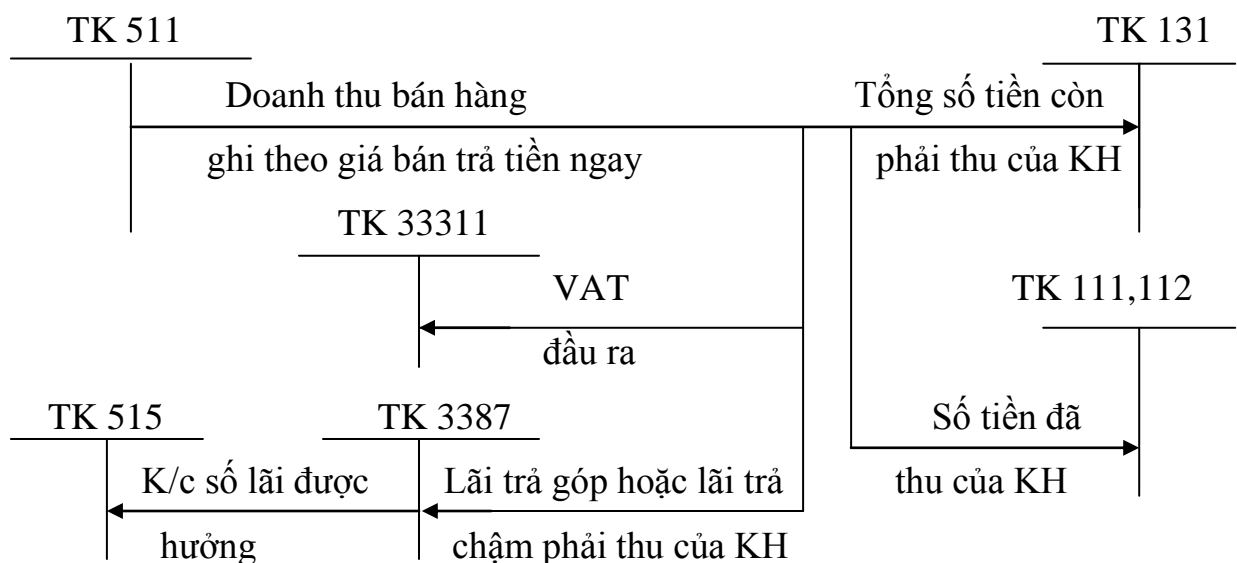 TK 511
TK 131
Doanh thu bán hàng
Tổng số tiền còn
ghi theo giá bán trả tiền ngay
phải thu của KH
TK 33311
VAT
TK 111,112
đầu ra
TK 515
TK 3387
Số tiền đã
K/c số lãi được
Lãi trả góp hoặc lãi trả
thu của KH
hưởng
chậm phải thu của KH